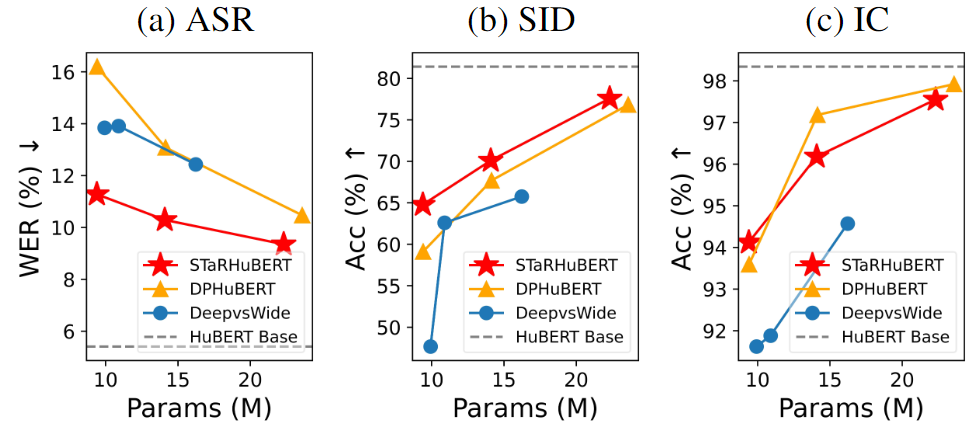 (a) ASR
WER (%) ↓
16
14
12
10
8
6
10
15
20
Params (M)
STaRHuBERT
DPHuBERT
DeepvsWide
HuBERT Base
(b) SID
Acc (%) ↑
80
75
70
65
60
55
50
10
15
20
Params (M)
STaRHuBERT
DPHuBERT
DeepvsWide
HuBERT Base
(c) IC
Acc (%) ↑
98
97
96
95
94
93
92
10
15
20
Params (M)
STaRHuBERT
DPHuBERT
DeepvsWide
HuBERT Base